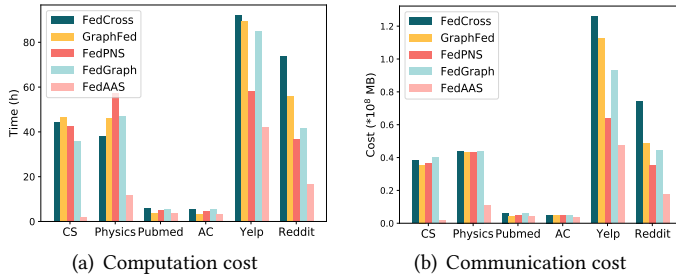 FedCross
GraphFed
FedPNS
FedGraph
FedAAS
Time (h)
80
60
40
20
0
CS Physics Pubmed AC Yelp Reddit
(a) Computation cost
FedCross
GraphFed
FedPNS
FedGraph
FedAAS
Cost (*10⁸ MB)
1.2
1.0
0.8
0.6
0.4
0.2
0.0
CS Physics Pubmed AC Yelp Reddit
(b) Communication cost